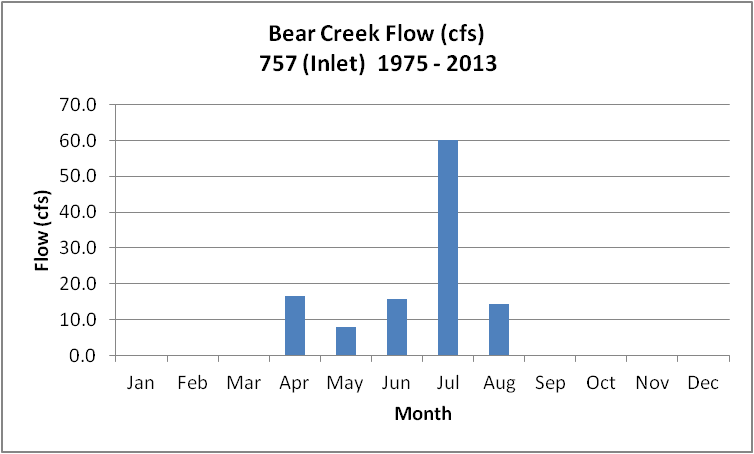 Bear Creek Flow (cfs)
757 (Inlet) 1975 - 2013
Flow (cfs)
70.0
60.0
50.0
40.0
30.0
20.0
10.0
0.0
Jan Feb Mar Apr May Jun Jul Aug Sep Oct Nov Dec
Month